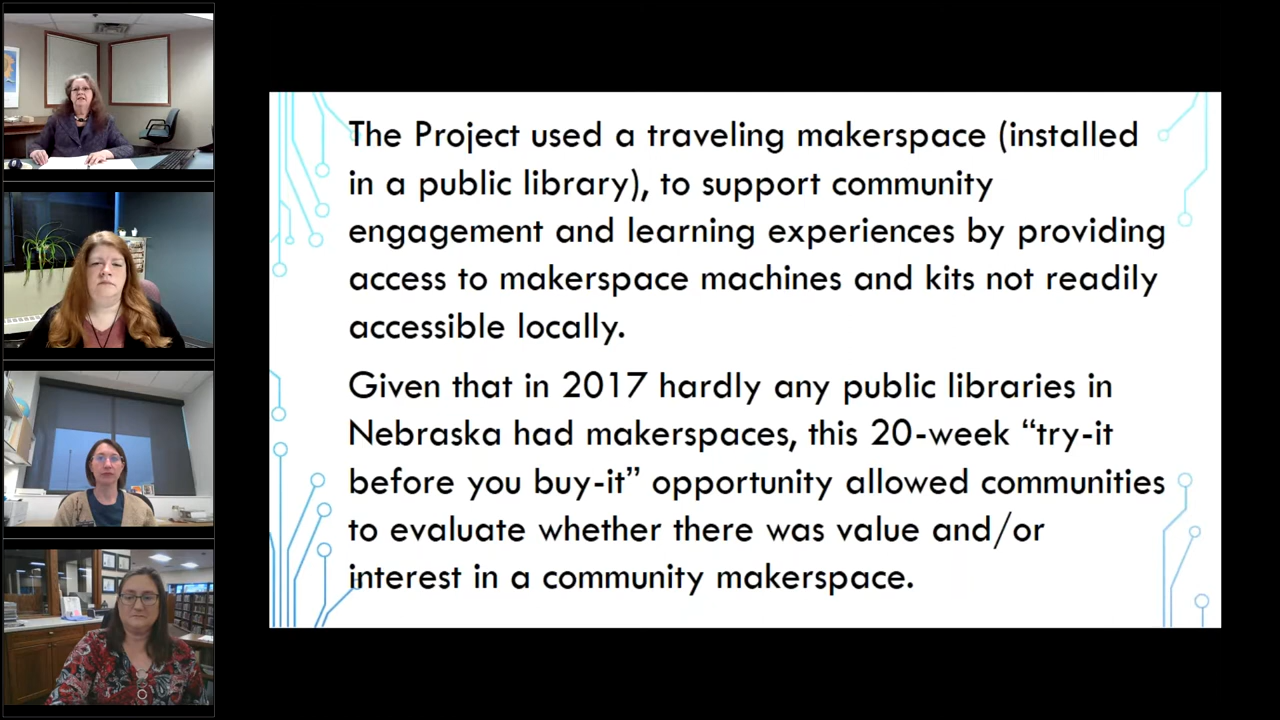 The Project used a traveling makerspace (installed
in a public library), to support community
engagement and learning experiences by providing
access to makerspace machines and kits not readily
accessible locally.
Given that in 2017 hardly any public libraries in
Nebraska had makerspaces, this 20-week “try-it
before you buy-it” opportunity allowed communities
to evaluate whether there was value and/or
interest in a community makerspace.